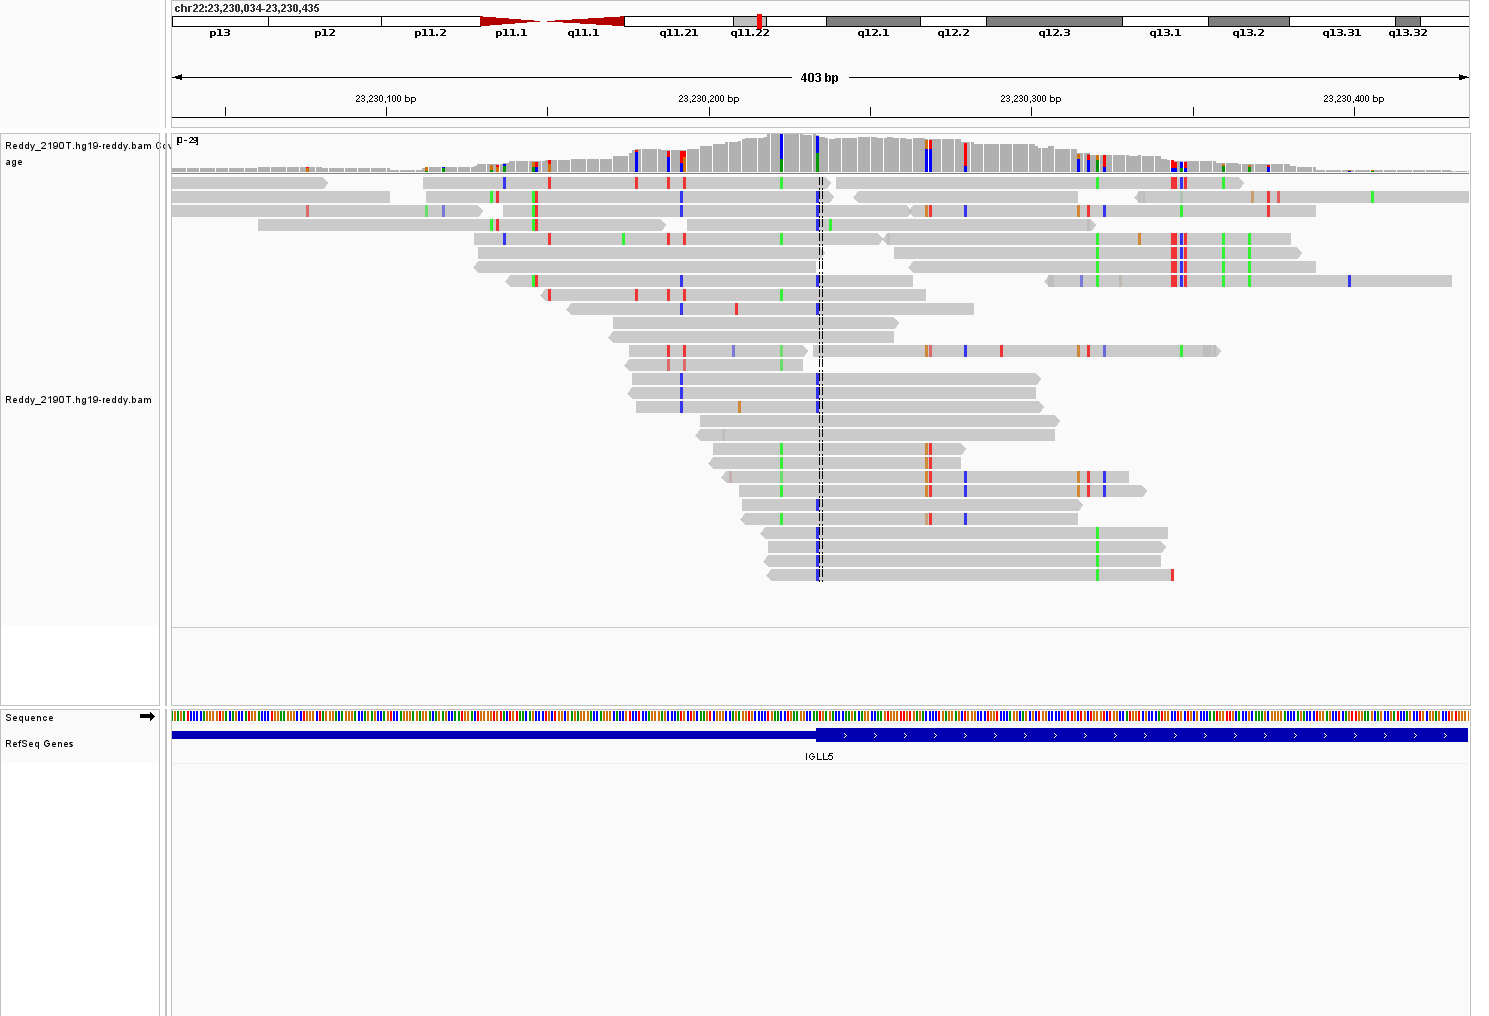 chr22:23,230,034-23,230,435
p13 p12 p11.2 p11.1 q11.1 q11.21 q11.22 q12.1 q12.2 q12.3 q13.1 q13.2 q13.31 q13.32
403 bp
23,230,100 bp 23,230,200 bp 23,230,300 bp 23,230,400 bp
Reddy_2190T.hg19-reddy.bam Cov
age
[0-29]
Reddy_2190T.hg19-reddy.bam
Sequence
RefSeq Genes
IGLL5